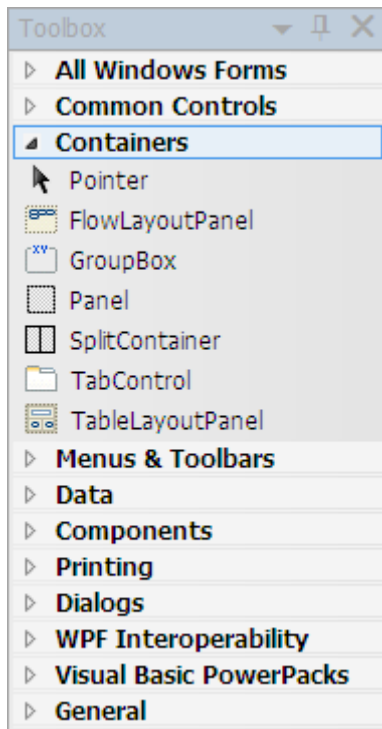 Toolbox
All Windows Forms
Common Controls
Containers
Pointer
FlowLayoutPanel
XY
GroupBox
Panel
SplitContainer
TabControl
TableLayoutPanel
Menus & Toolbars
Data
Components
Printing
Dialogs
WPF Interoperability
Visual Basic PowerPacks
General